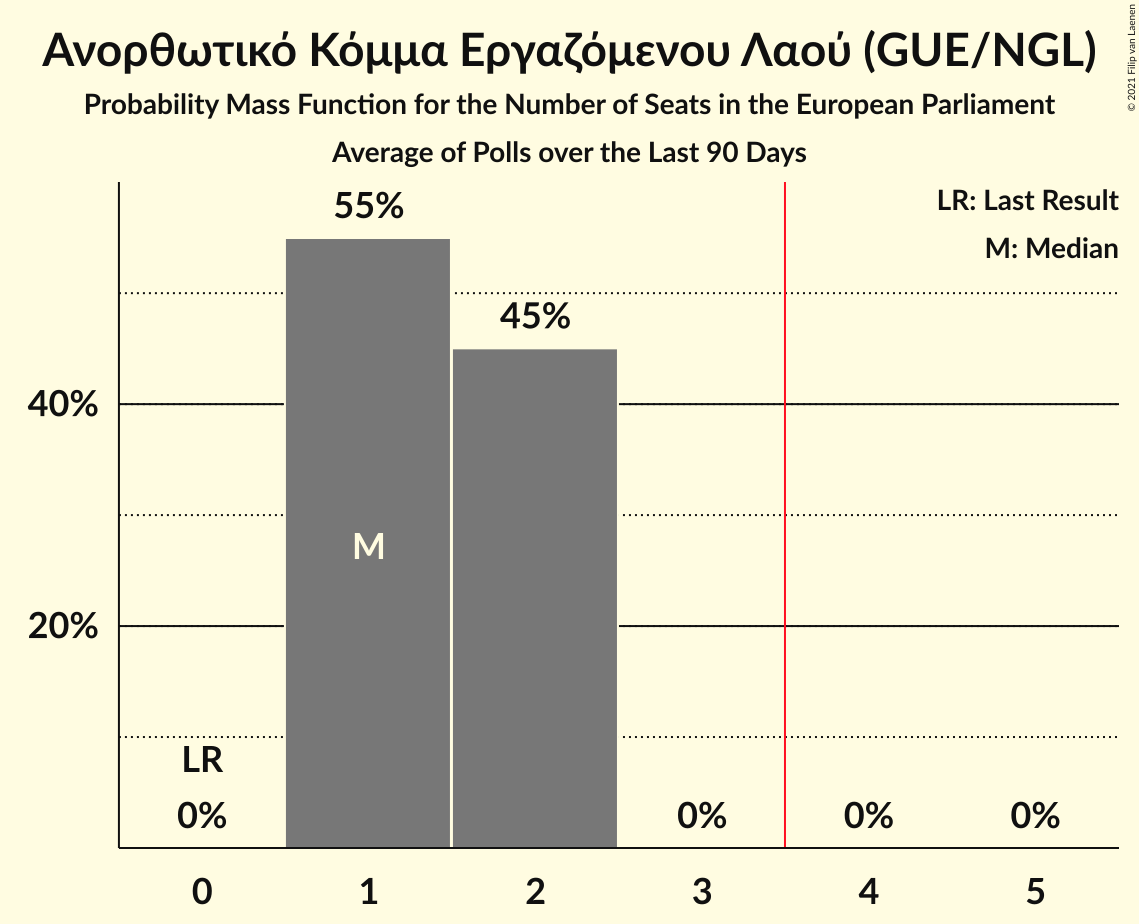 Ανορθωτικό Κόμμα Εργαζόμενου Λαού (GUE/NGL)
Probability Mass Function for the Number of Seats in the European Parliament
Average of Polls over the Last 90 Days
© 2021 Filip van Laenen
LR: Last Result
M: Median
55%
45%
40%
M
20%
LR
0%
0%
0%
0%
0
1
2
3
4
5